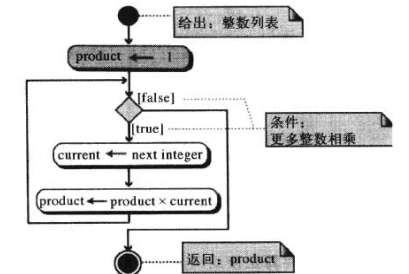 给出：整数列表
product ← 1
[false]
[true]
条件：
更多整数相乘
current ← next integer
product ← product × current
返回：product